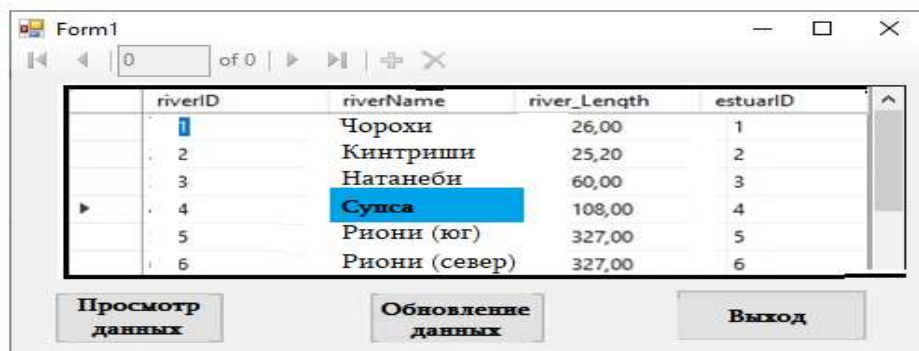 Form1
0 of 0
riverID riverName river_Lenqth estuarID
1 Чорохи 26,00 1
2 Кинтриши 25,20 2
3 Натанеби 60,00 3
4 Супса 108,00 4
5 Риони (юг) 327,00 5
6 Риони (север) 327,00 6
Просмотр данных
Обновление данных
Выход